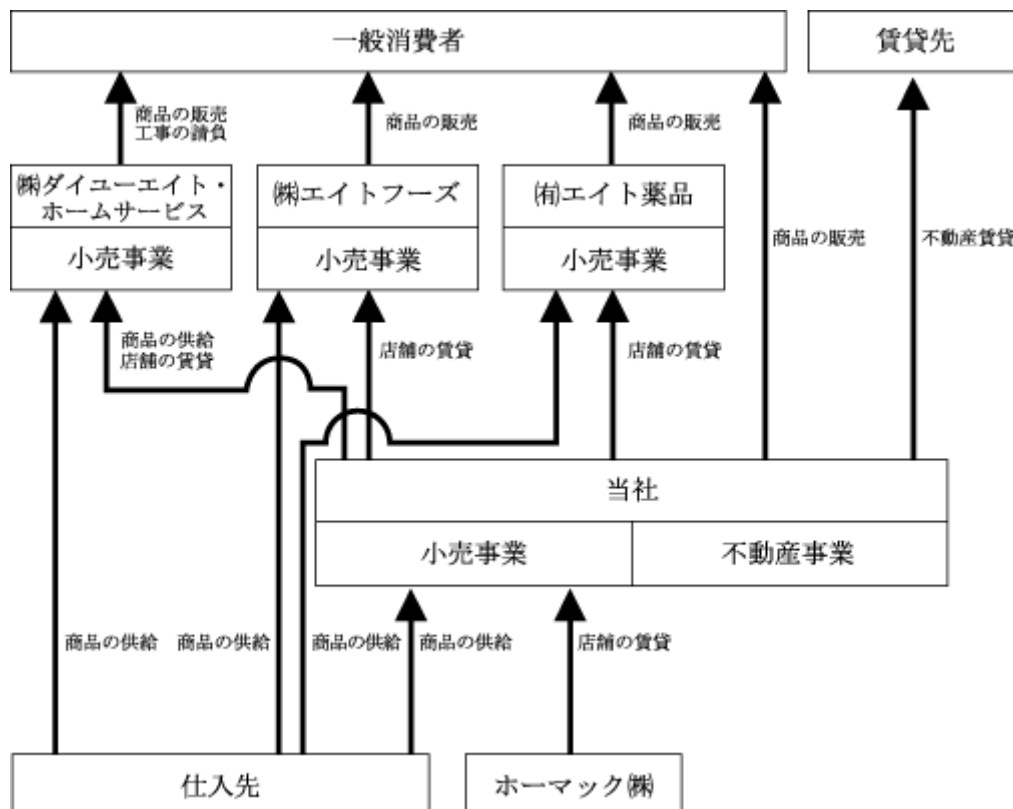 一般消費者
賃貸先
商品の販売
工事の請負
商品の販売
商品の販売
商品の販売
不動産賃貸
㈱ダイユーエイト・
ホームサービス
小売事業
㈱エイトフーズ
小売事業
㈲エイト薬品
小売事業
商品の供給
店舗の賃貸
店舗の賃貸
店舗の賃貸
当社
小売事業
不動産事業
商品の供給
商品の供給
商品の供給
商品の供給
店舗の賃貸
仕入先
ホーマック㈱